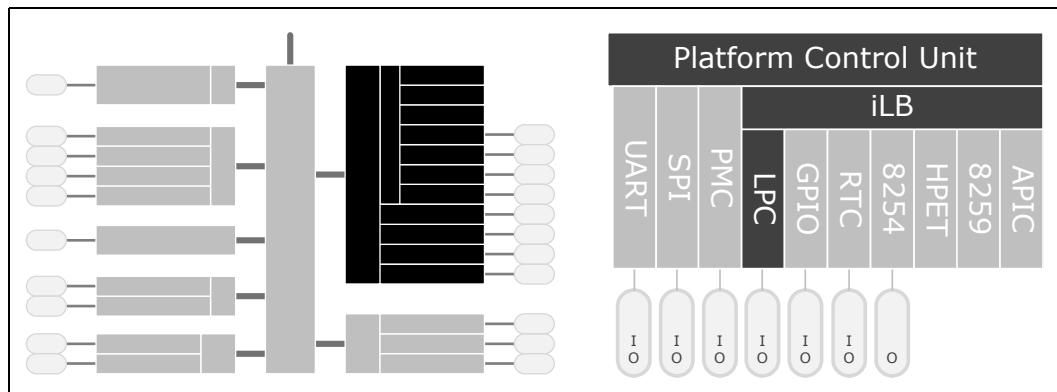 Platform Control Unit
iLB
UART
SPI
PMC
LPC
GPIO
RTC
8254
HPET
8259
APIC
I O
I O
I O
I O
I O
I O
O